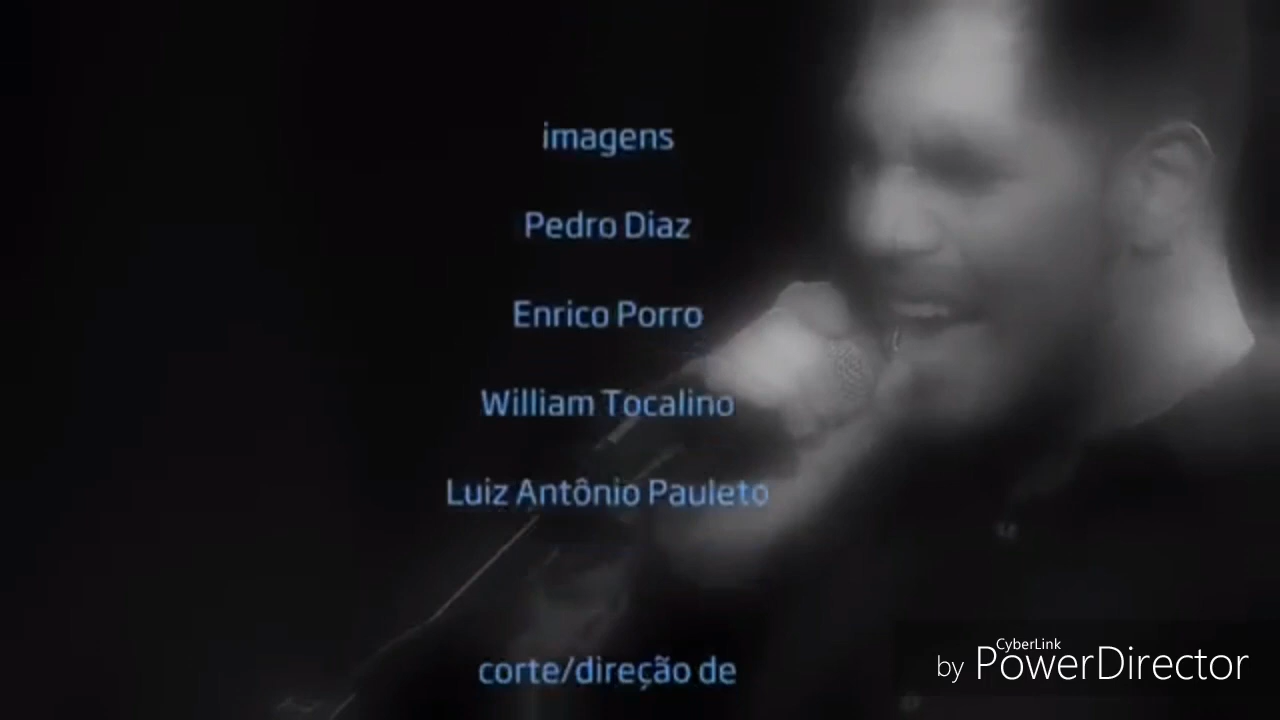 imagens
Pedro Diaz
Enrico Porro
William Tocalino
Luiz Antônio Pauleto
corte/direção de
by CyberLink PowerDirector